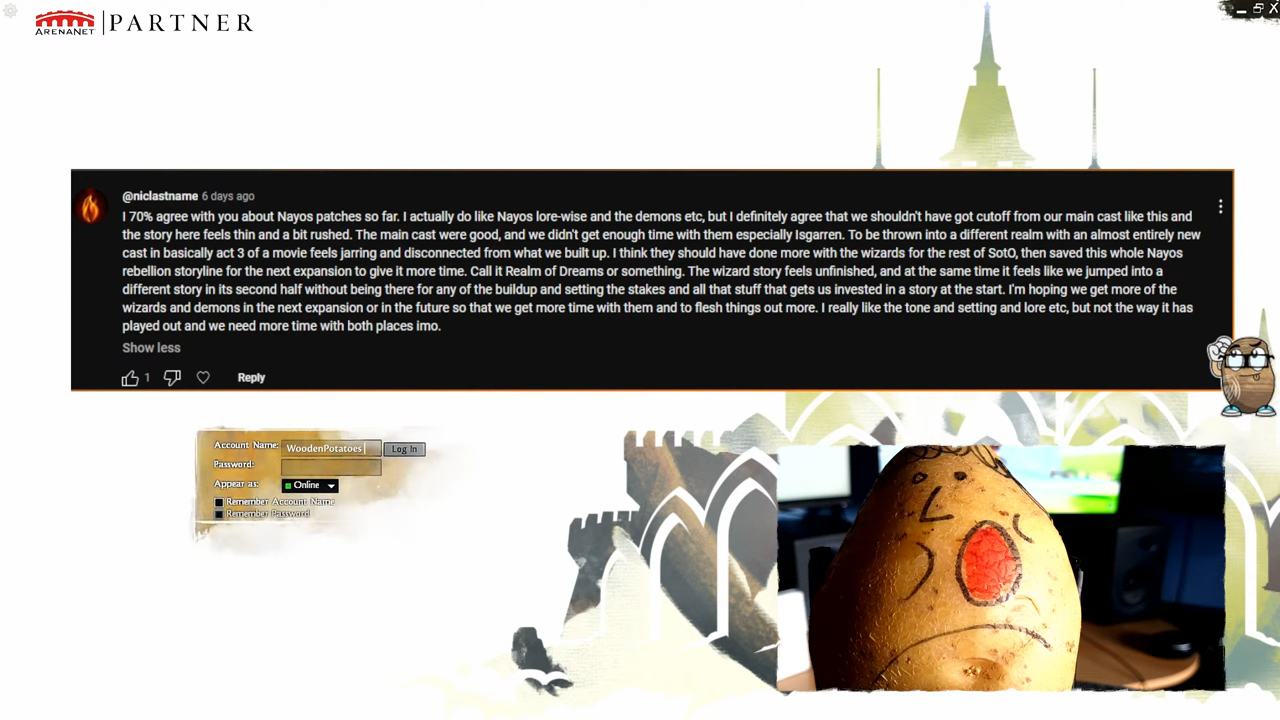 ARENANET PARTNER
@niclastname 6 days ago
I 70% agree with you about Nayos patches so far. I actually do like Nayos lore-wise and the demons etc, but I definitely agree that we shouldn't have got cutoff from our main cast like this and
the story here feels thin and a bit rushed. The main cast were good, and we didn't get enough time with them especially Isgarren. To be thrown into a different realm with an almost entirely new
cast in basically act 3 of a movie feels jarring and disconnected from what we built up. I think they should have done more with the wizards for the rest of SotO, then saved this whole Nayos
rebellion storyline for the next expansion to give it more time. Call it Realm of Dreams or something. The wizard story feels unfinished, and at the same time it feels like we jumped into a
different story in its second half without being there for any of the buildup and setting the stakes and all that stuff that gets us invested in a story at the start. I'm hoping we get more of the
wizards and demons in the next expansion or in the future so that we get more time with them and to flesh things out more. I really like the tone and setting and lore etc, but not the way it has
played out and we need more time with both places imo.
Show less
1 Reply
Account Name: WoodenPotatoes Log In
Password:
Appear as: Online
Remember Account Name
Remember Password